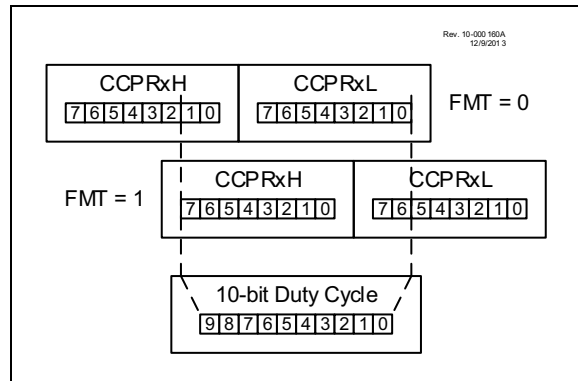 Rev. 10-000 160A
12/9/201 3
CCPRxH CCPRxL
7 6 5 4 3 2 1 0 7 6 5 4 3 2 1 0 FMT = 0
CCPRxH CCPRxL
FMT = 1 7 6 5 4 3 2 1 0 7 6 5 4 3 2 1 0
10-bit Duty Cycle
9 8 7 6 5 4 3 2 1 0